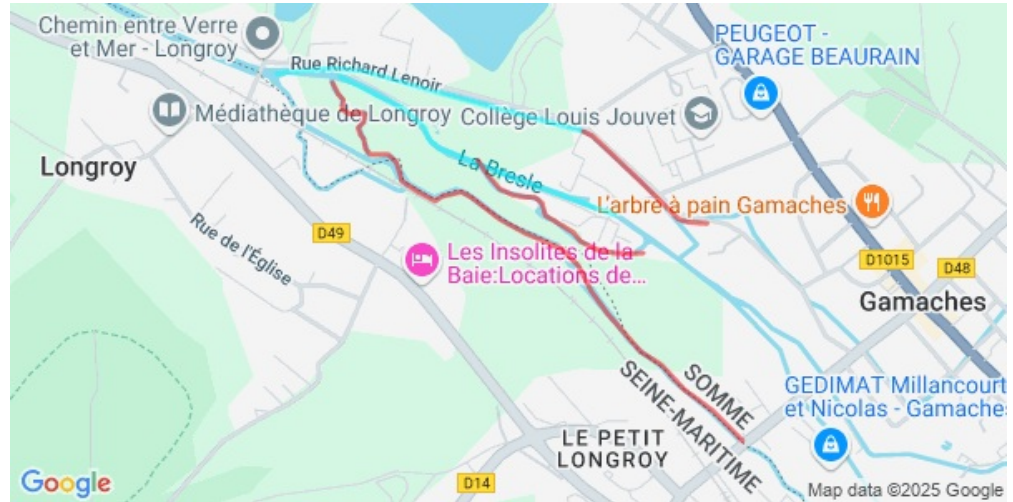 Chemin entre Verre
et Mer - Longroy
PEUGEOT -
GARAGE BEAURAIN
Rue Richard Lenoir
Médiathèque de Longroy
Collège Louis Jouvet
Longroy
La Bresle
L'arbre à pain Gamaches
Rue de l'Église
D49
Les Insolites de la
Baie:Locations de...
D1015
D48
Gamaches
SOMME
SEINE-MARITIME
GEDIMAT Millancourt
et Nicolas - Gamaches
LE PETIT
LONGROY
D14
Google
Map data ©2025 Google